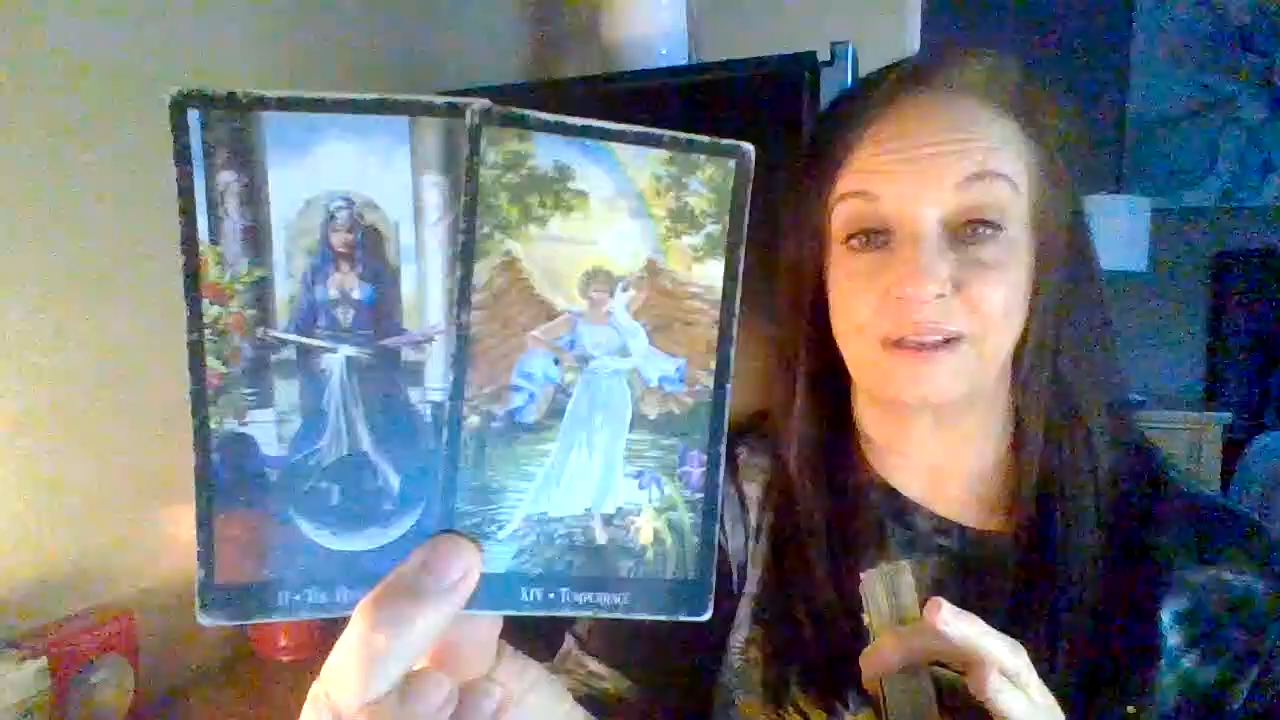 II • The
XIV • Temperance